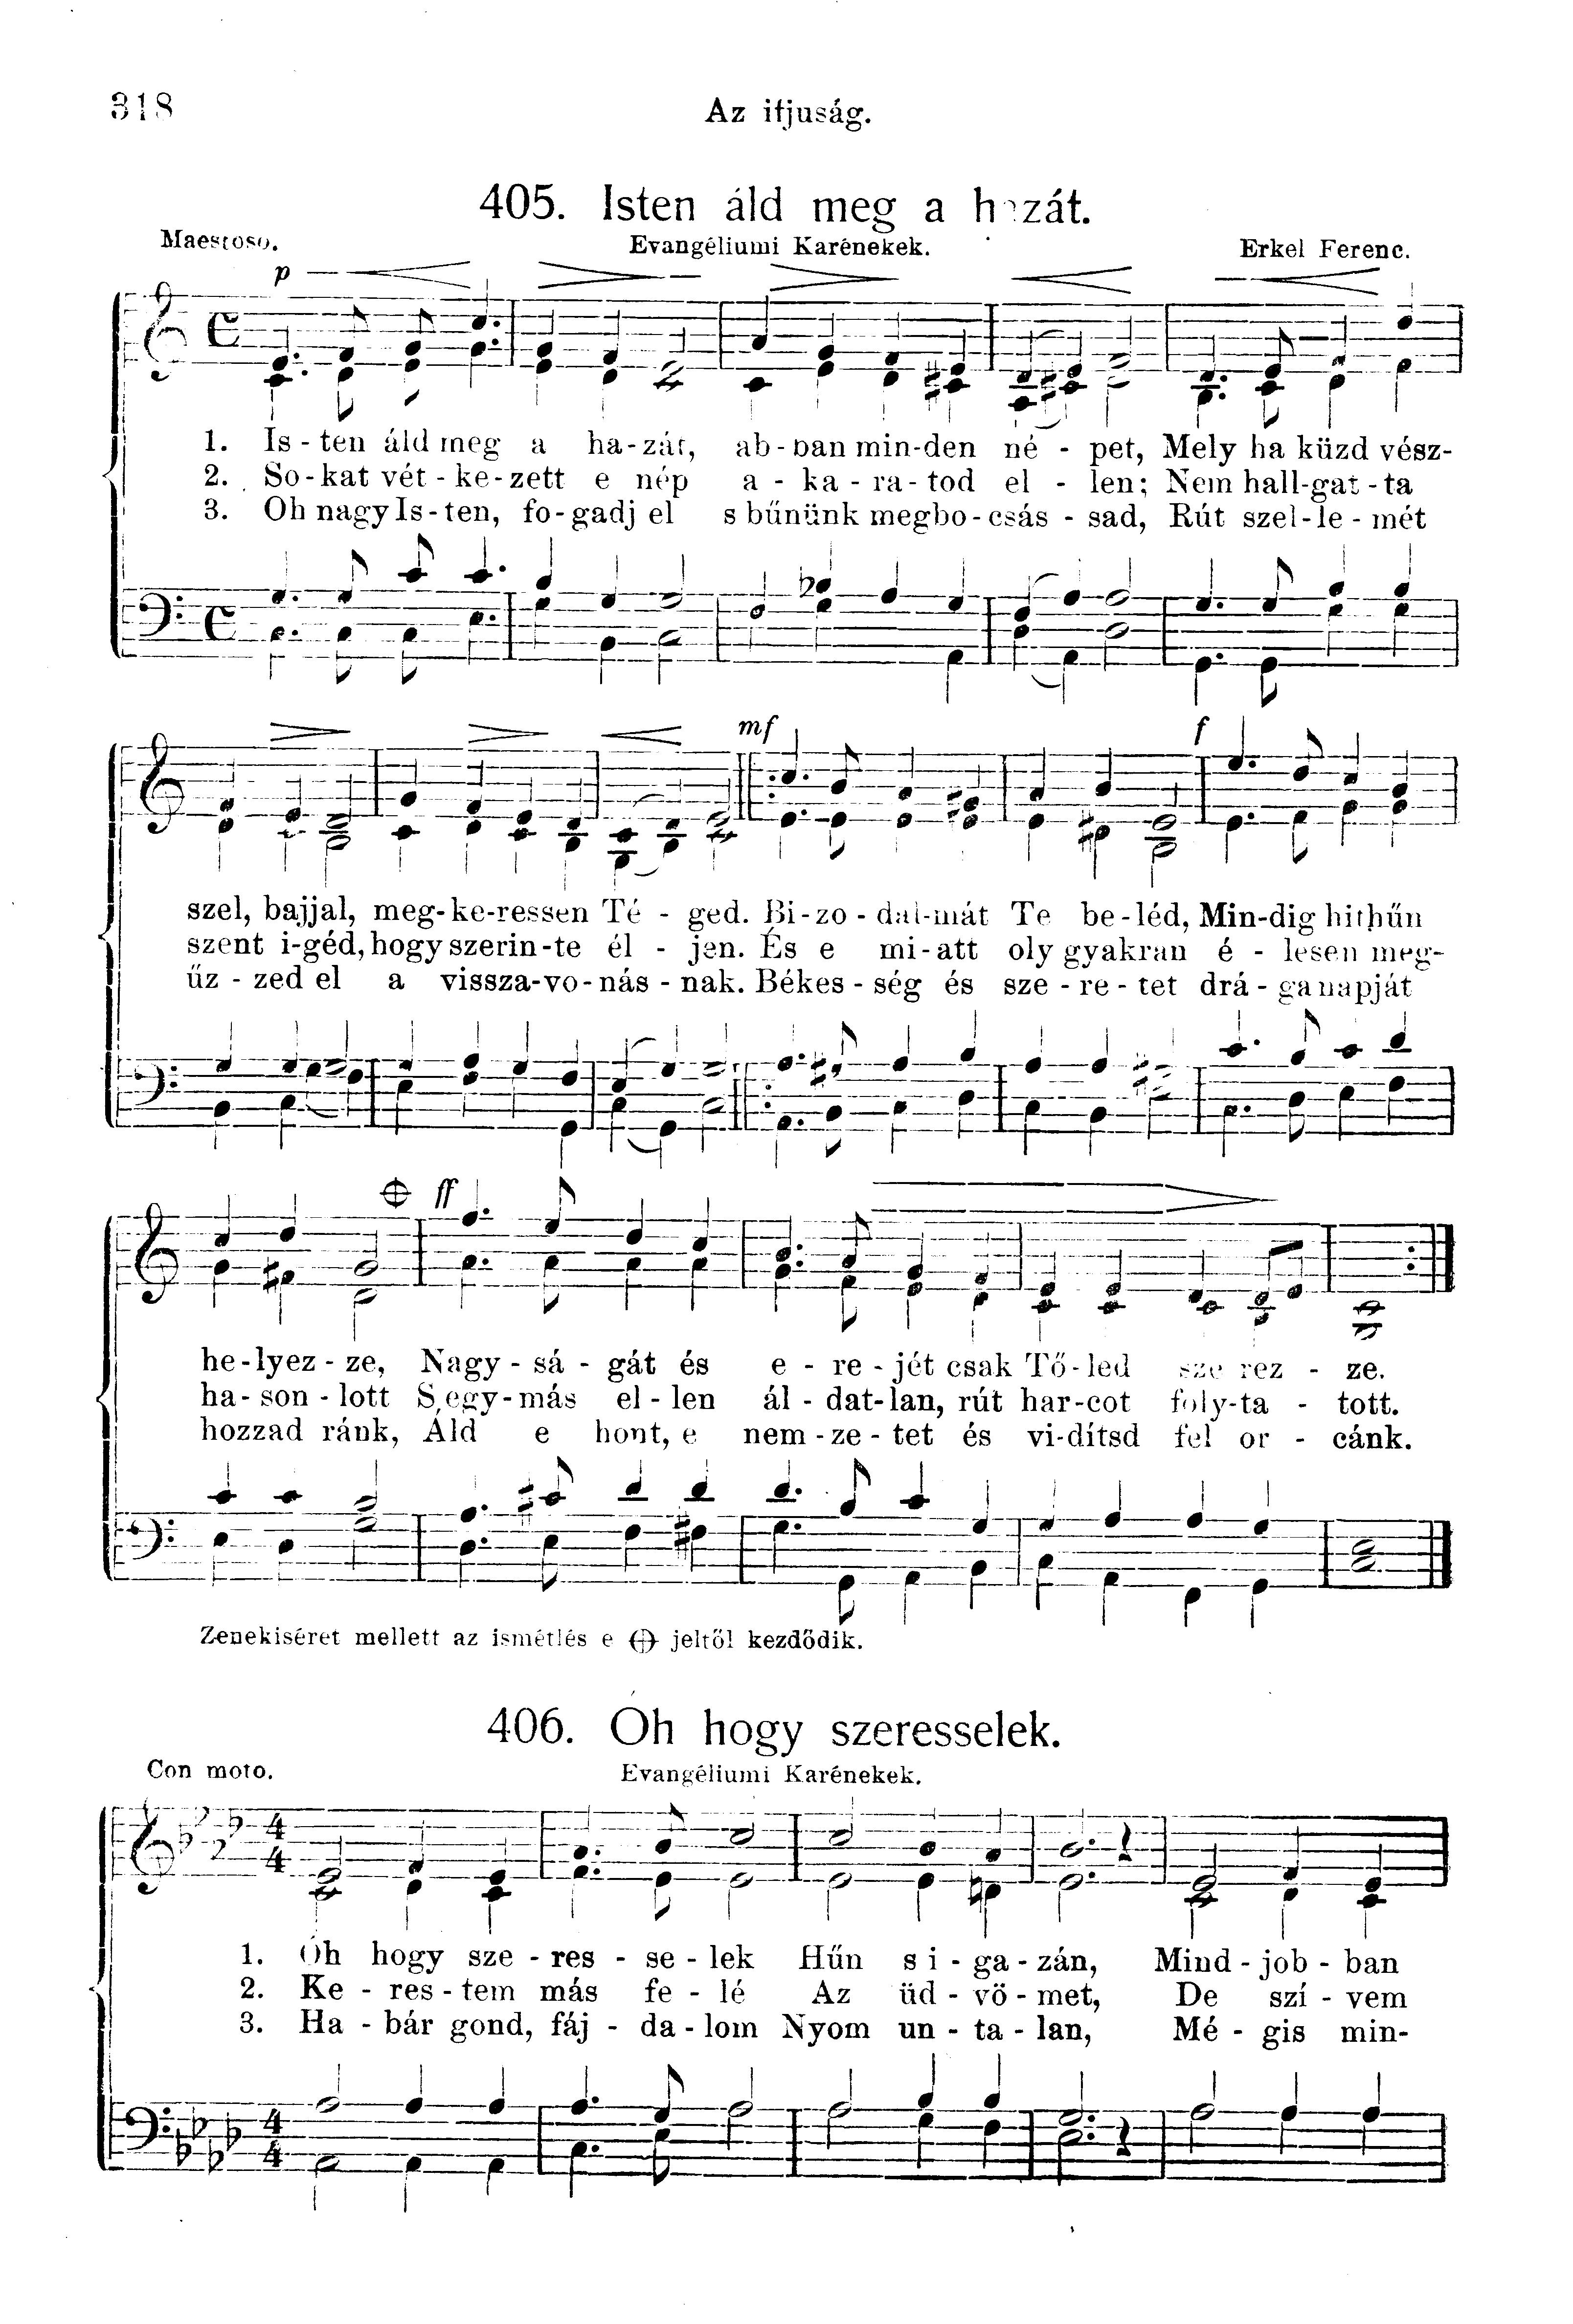 318
Az ifjuság.
405. Isten áld meg a hazát.
Maestoso.
Evangéliumi Karénekek.
Erkel Ferenc.
p
1. Is - ten áld meg a ha - zát, ab - ban min - den né - pet, Mely ha küzd vész-
2. So - kat vét - ke - zett e nép a - ka - ra - tod el - len; Nem hall - gat - ta
3. Oh nagy Is - ten, fo - gadj el s bűnünk megbo - csás - sad, Rút szel - le - mét
mf f
szel, bajjal, meg - ke - ressen Té - ged. Bi - zo - dal - mát Te be - léd, Min - dig hithűn
szent i - géd, hogy szerin - te él - jen. És e mi - att oly gyakran é - lesen meg-
űz - zed el a vissza - vo - nás - nak. Békes - ség és sze - re - tet drá - ga napját
ff
he - lyez - ze, Nagy - sá - gát és e - re - jét csak Tő - led sze rez - ze.
ha - son - lott S egy - más el - len ál - dat - lan, rút har - cot foly - ta - tott.
hozzad ránk, Áld e hont, e nem - ze - tet és vi - dítsd fel or - cánk.
Zenekiséret mellett az ismétlés e jeltől kezdődik.
406. Óh hogy szeresselek.
Con moto.
Evangéliumi Karénekek.
1. Óh hogy sze - res - se - lek Hűn s i - ga - zán, Mind - job - ban
2. Ke - res - tem más fe - lé Az üd - vö - met, De szí - vem
3. Ha - bár gond, fáj - da - lom Nyom un - ta - lan, Mé - gis min-